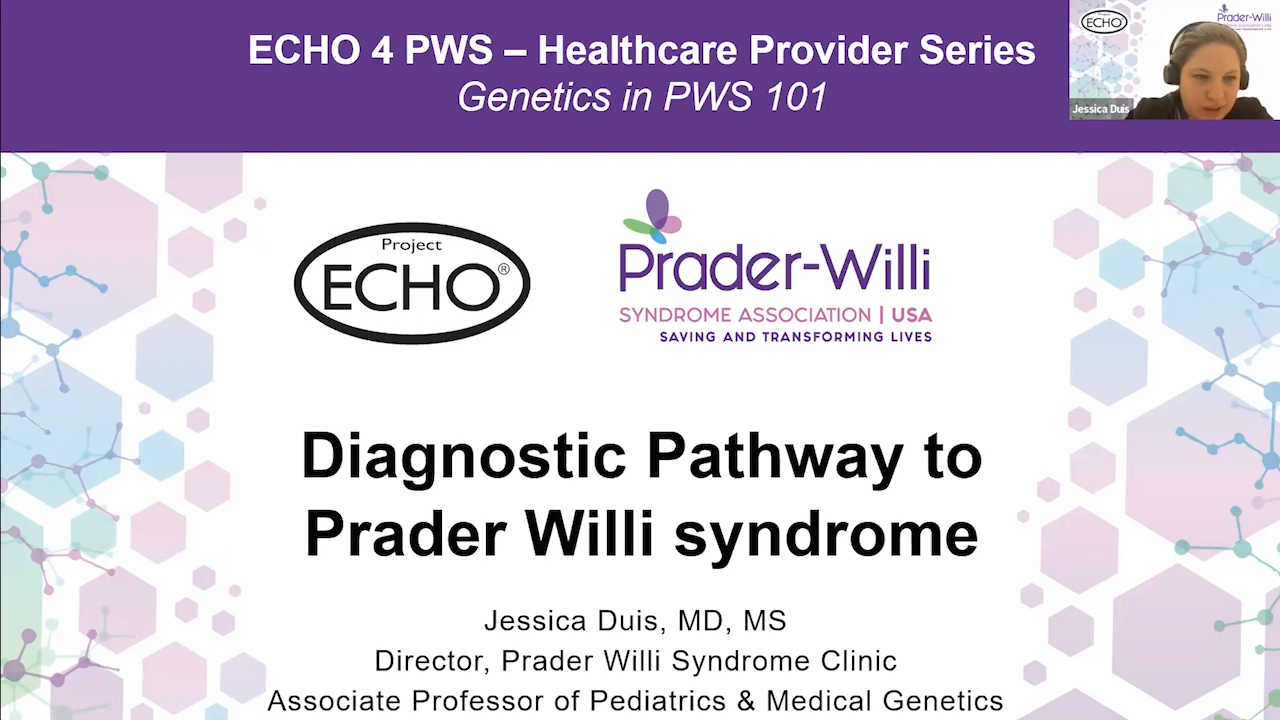 ECHO 4 PWS – Healthcare Provider Series
Genetics in PWS 101
Project
ECHO
Prader-Willi
Jessica Duis
Project
ECHO®
Prader-Willi
SYNDROME ASSOCIATION | USA
SAVING AND TRANSFORMING LIVES
Diagnostic Pathway to
Prader Willi syndrome
Jessica Duis, MD, MS
Director, Prader Willi Syndrome Clinic
Associate Professor of Pediatrics & Medical Genetics